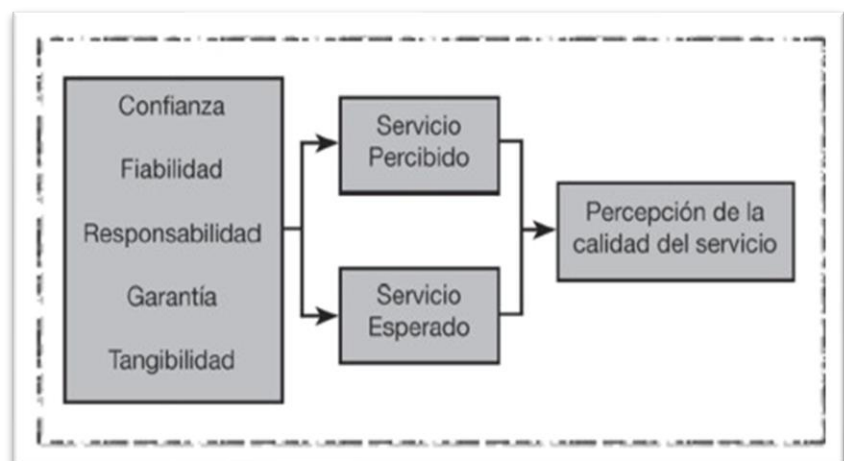 Confianza
Fiabilidad
Responsabilidad
Garantía
Tangibilidad
Servicio
Percibido
Servicio
Esperado
Percepción de la
calidad del servicio